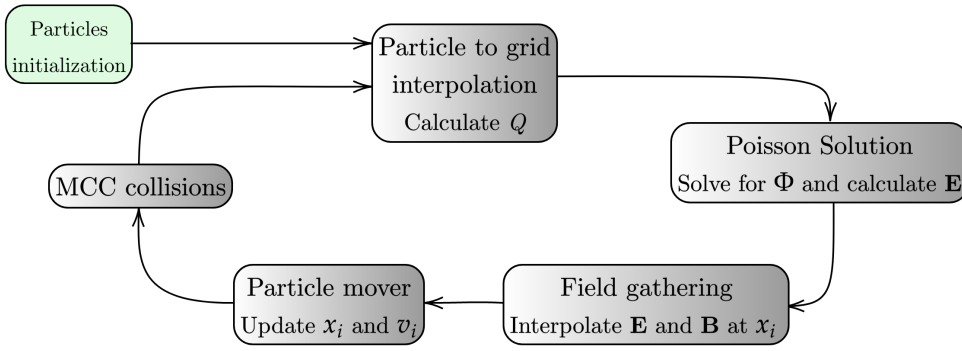 Particles
initialization
Particle to grid
interpolation
Calculate Q
Poisson Solution
Solve for Φ and calculate E
MCC collisions
Particle mover
Update xᵢ and vᵢ
Field gathering
Interpolate E and B at xᵢ